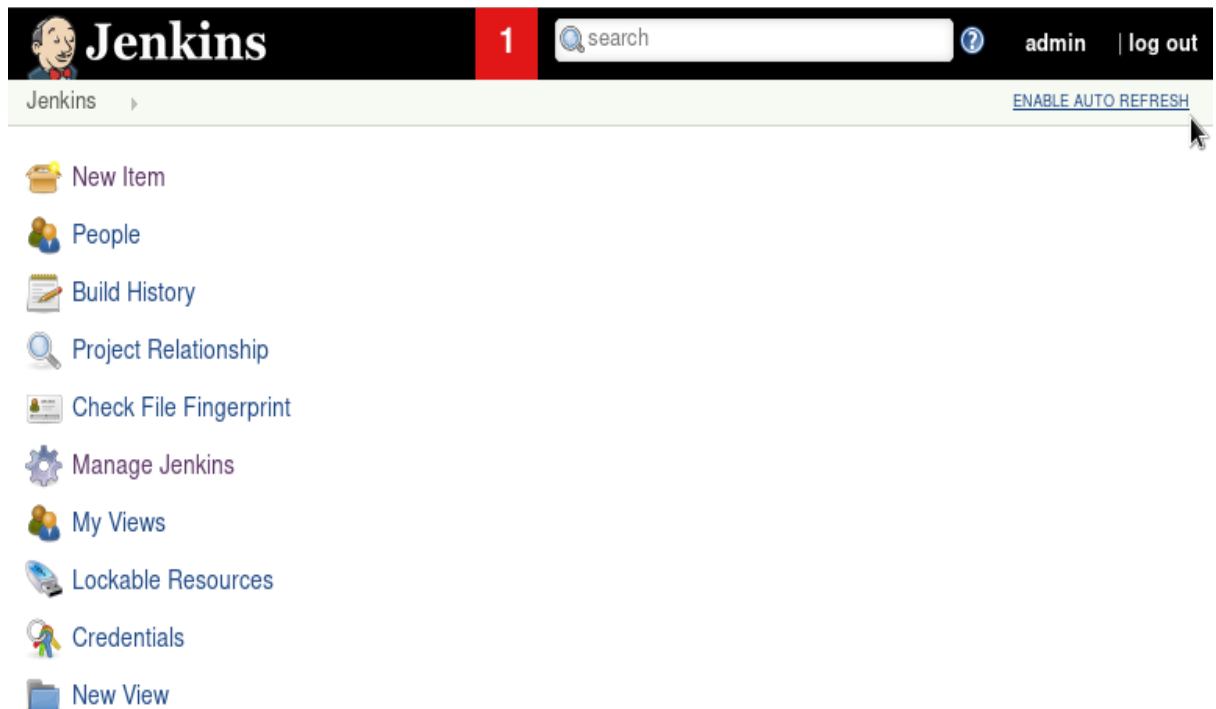 Jenkins 1 search admin | log out
Jenkins ENABLE AUTO REFRESH
New Item
People
Build History
Project Relationship
Check File Fingerprint
Manage Jenkins
My Views
Lockable Resources
Credentials
New View